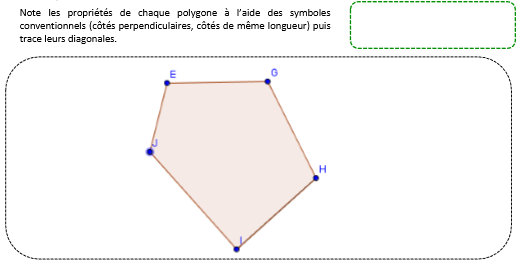 Note les propriétés de chaque polygone à l'aide des symboles
conventionnels (côtés perpendiculaires, côtés de même longueur) puis
trace leurs diagonales.
E
G
J
H
I